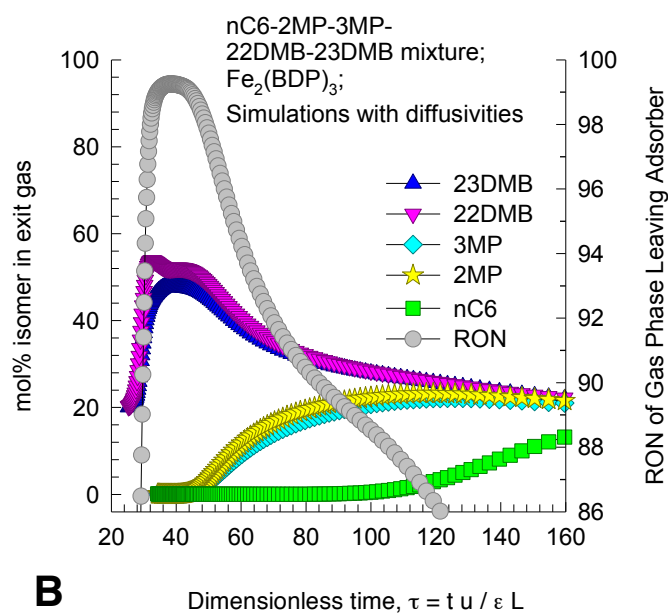 nC6-2MP-3MP-
22DMB-23DMB mixture;
Fe₂(BDP)₃;
Simulations with diffusivities
100
80
60
40
20
0
mol% isomer in exit gas
23DMB
22DMB
3MP
2MP
nC6
RON
100
98
96
94
92
90
88
86
RON of Gas Phase Leaving Adsorber
20 40 60 80 100 120 140 160
B
Dimensionless time, τ = t u / ε L